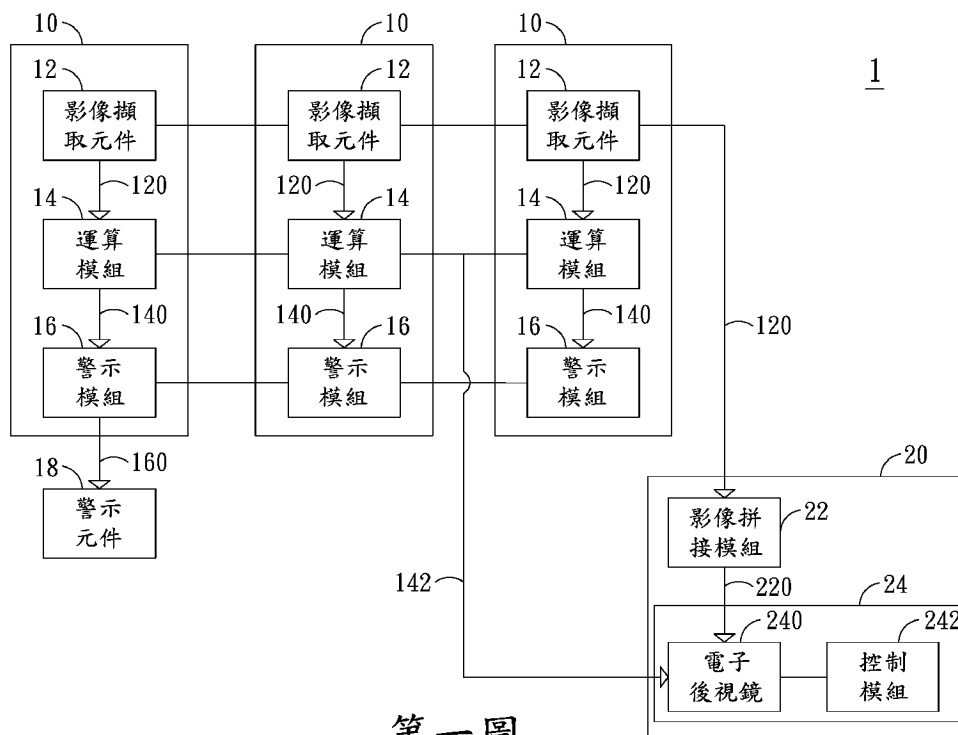 10
10
10
1
12
12
12
影像擷
取元件
影像擷
取元件
影像擷
取元件
120
120
120
14
14
14
運算
模組
運算
模組
運算
模組
140
140
140
120
16
16
16
警示
模組
警示
模組
警示
模組
18
160
警示
元件
20
影像拼
接模組
22
142
220
24
240
242
電子
後視鏡
控制
模組
第一圖